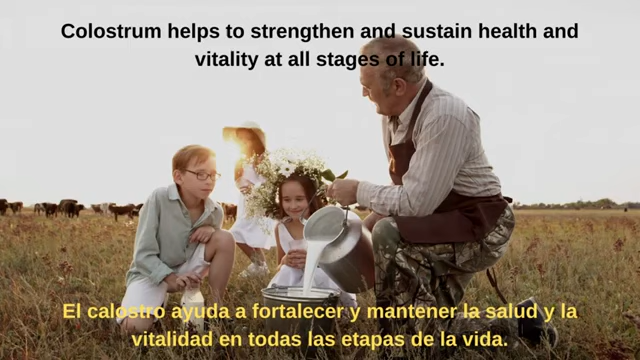 Colostrum helps to strengthen and sustain health and
vitality at all stages of life.
El calostro ayuda a fortalecer y mantener la salud y la
vitalidad en todas las etapas de la vida.